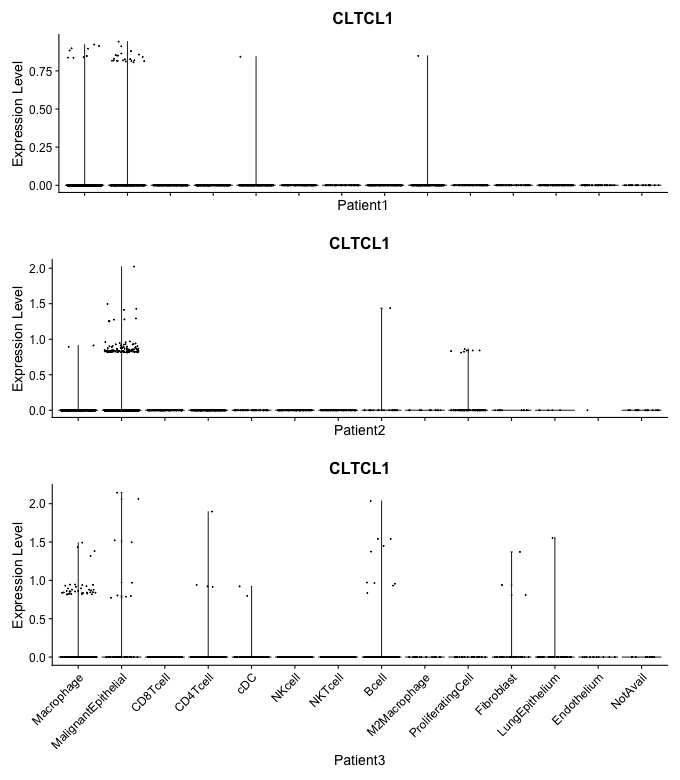 CLTCL1
Expression Level
0.75
0.50
0.25
0.00
Patient1
CLTCL1
Expression Level
2.0
1.5
1.0
0.5
0.0
Patient2
CLTCL1
Expression Level
2.0
1.5
1.0
0.5
0.0
Macrophage
MalignantEpithelial
CD8Tcell
CD4Tcell
cDC
NKcell
NKTcell
Bcell
M2Macrophage
ProliferatingCell
Fibroblast
LungEpithelium
Endothelium
NotAvail
Patient3